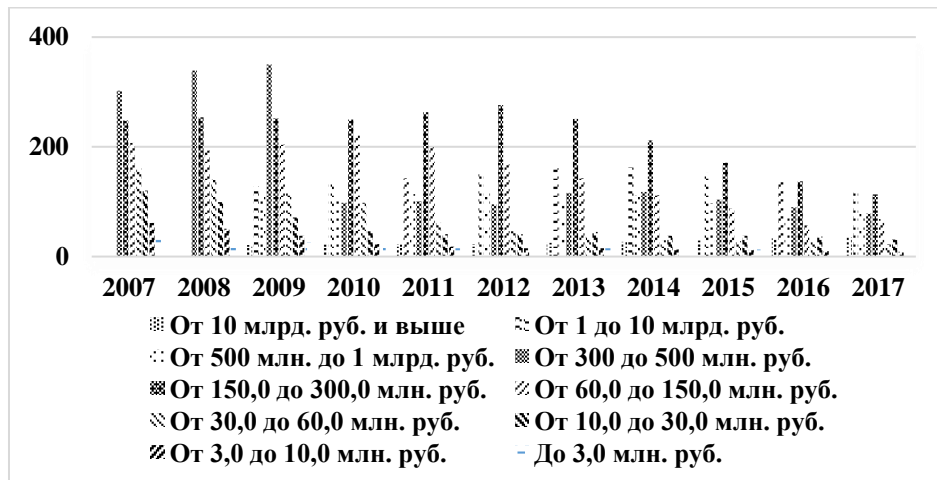 400
200
0
2007 2008 2009 2010 2011 2012 2013 2014 2015 2016 2017
От 10 млрд. руб. и выше От 1 до 10 млрд. руб.
От 500 млн. до 1 млрд. руб. От 300 до 500 млн. руб.
От 150,0 до 300,0 млн. руб. От 60,0 до 150,0 млн. руб.
От 30,0 до 60,0 млн. руб. От 10,0 до 30,0 млн. руб.
От 3,0 до 10,0 млн. руб. До 3,0 млн. руб.